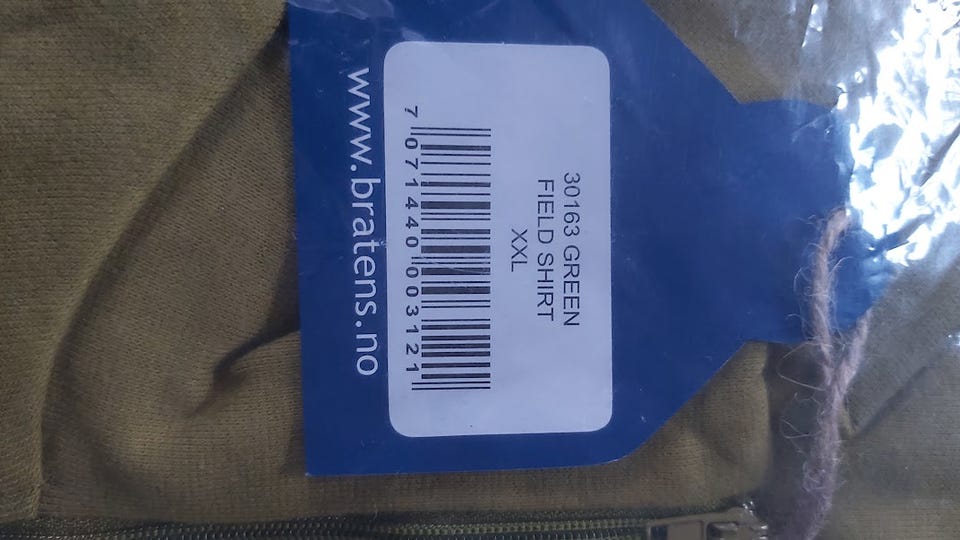 30163 GREEN
FIELD SHIRT
XXL
7 071440 003121
www.bratens.no